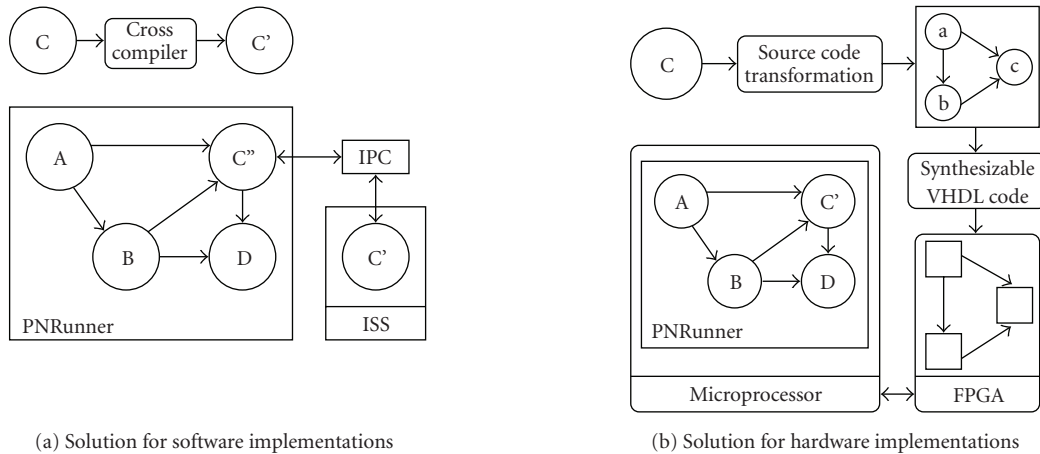 C
Cross
compiler
C'
A
C''
B
D
PNRunner
IPC
C'
ISS
(a) Solution for software implementations
C
Source code
transformation
a
b
c
Synthesizable
VHDL code
A
C'
B
D
PNRunner
Microprocessor
FPGA
(b) Solution for hardware implementations